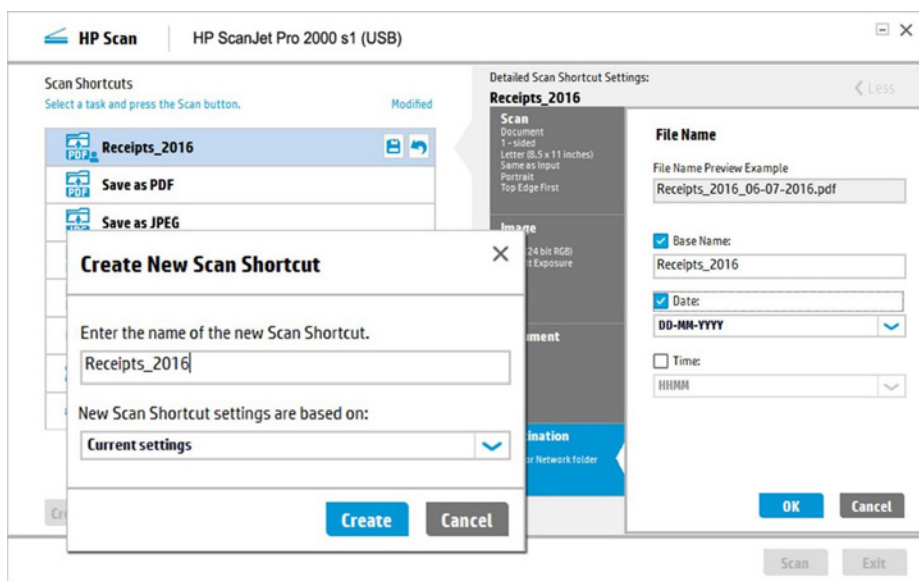 HP Scan
HP ScanJet Pro 2000 s1 (USB)
Scan Shortcuts
Select a task and press the Scan button.
Modified
PDF
Receipts_2016
PDF
Save as PDF
Save as JPEG
Create New Scan Shortcut
Enter the name of the new Scan Shortcut.
Receipts_2016
New Scan Shortcut settings are based on:
Current settings
Create
Cancel
Detailed Scan Shortcut Settings:
Receipts_2016
Less
Scan
Document
1-sided
Letter (8.5 x 11 inches)
Same as Input
Portrait
Top Edge First
Image
24 bit RGB)
Exposure
Network folder
File Name
File Name Preview Example
Receipts_2016_06-07-2016.pdf
Base Name:
Receipts_2016
Date:
DD-MM-YYYY
Time:
HHMM
OK
Cancel
Scan
Exit